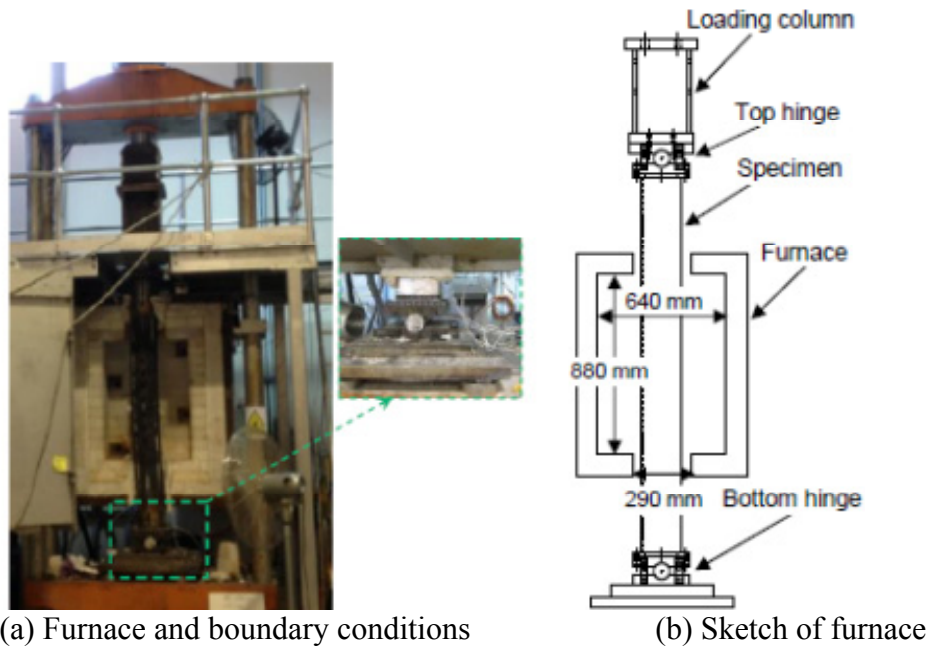 Loading column
Top hinge
Specimen
Furnace
640 mm
880 mm
290 mm
Bottom hinge
(a) Furnace and boundary conditions
(b) Sketch of furnace